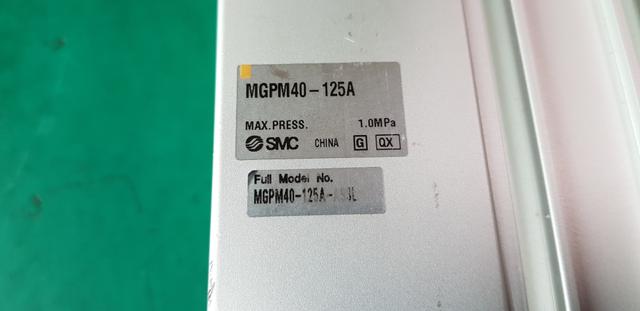 MGPM40-125A
MAX.PRESS. 1.0MPa
SMC CHINA G QX
Full Model No.
MGPM40-125A-